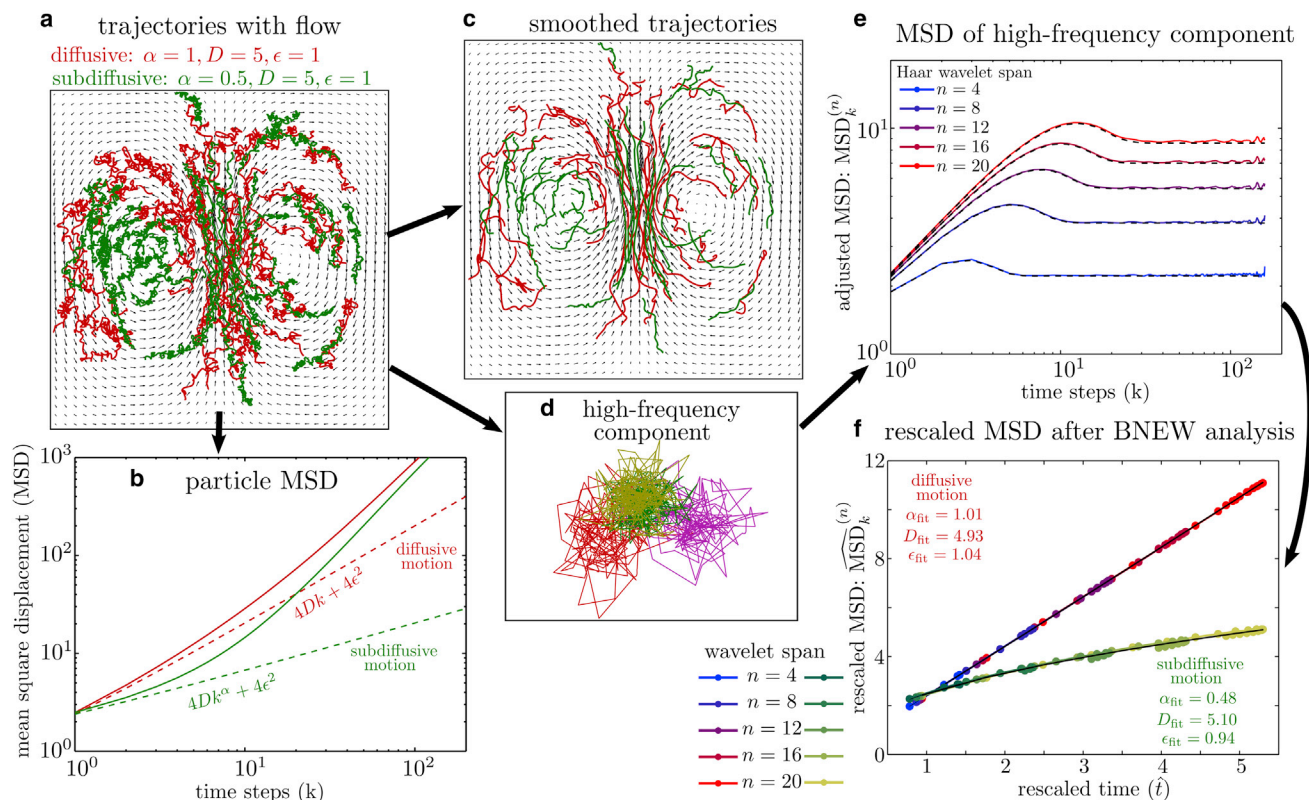 a trajectories with flow
diffusive: α = 1, D = 5, ϵ = 1
subdiffusive: α = 0.5, D = 5, ϵ = 1
c smoothed trajectories
e MSD of high-frequency component
adjusted MSD: MSD_k^(n)
10^1
10^0
Haar wavelet span
n = 4
n = 8
n = 12
n = 16
n = 20
10^0 10^1 10^2
time steps (k)
d high-frequency
component
b particle MSD
mean square displacement (MSD)
10^3
10^2
10^1
10^0
diffusive
motion
4Dk + 4ϵ^2
subdiffusive
motion
4Dk^α + 4ϵ^2
10^0 10^1 10^2
time steps (k)
wavelet span
n = 4
n = 8
n = 12
n = 16
n = 20
f rescaled MSD after BNEW analysis
rescaled MSD: \widehat{MSD}_k^(n)
12
8
4
0
diffusive
motion
α_fit = 1.01
D_fit = 4.93
ϵ_fit = 1.04
subdiffusive
motion
α_fit = 0.48
D_fit = 5.10
ϵ_fit = 0.94
1 2 3 4 5
rescaled time (t̂)